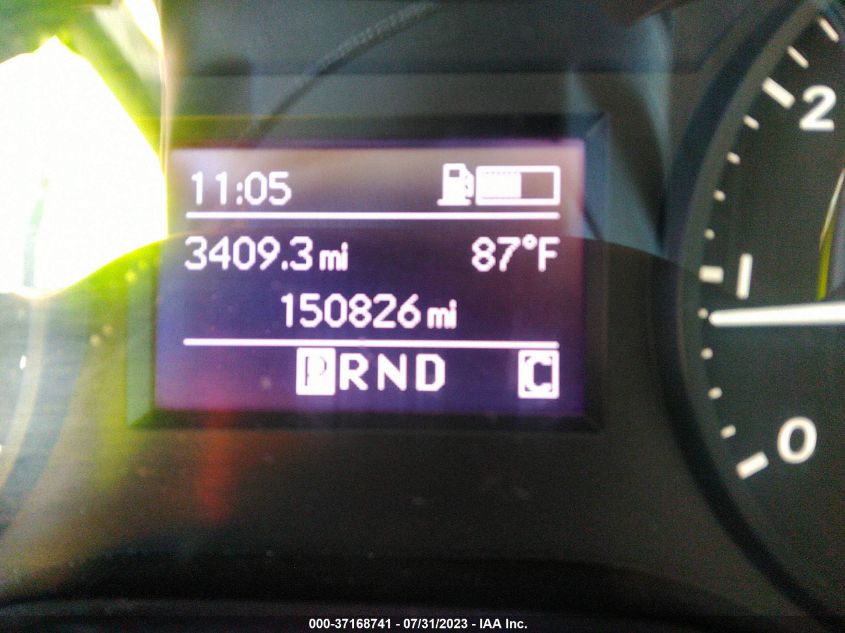 11:05
3409.3 mi 87°F
150826 mi
PRND C
2
1
0
000-37168741 - 07/31/2023 - IAA Inc.